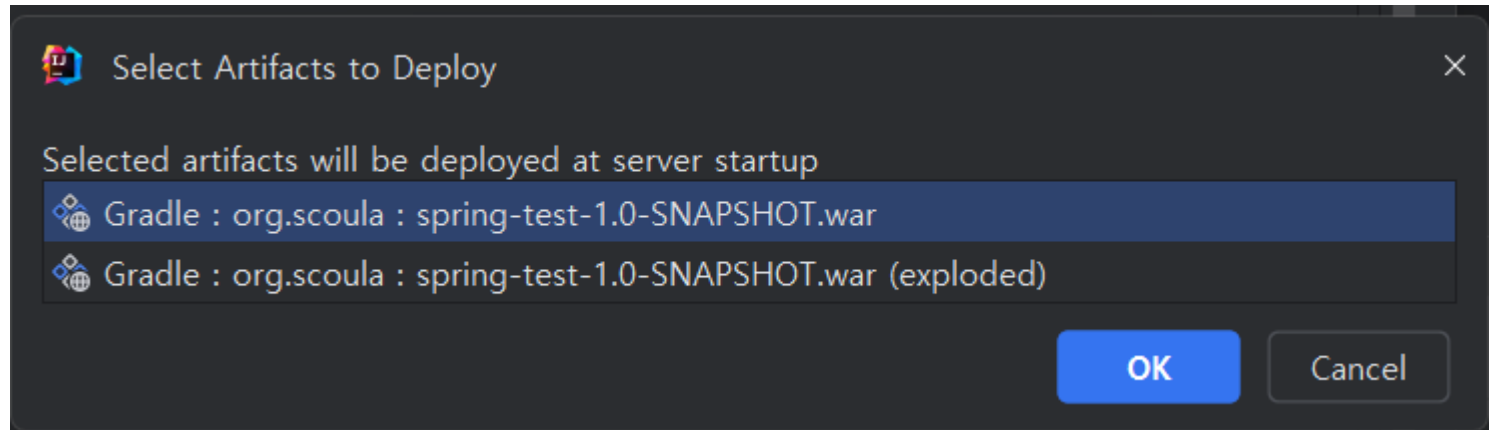 Select Artifacts to Deploy
Selected artifacts will be deployed at server startup
Gradle : org.scoula : spring-test-1.0-SNAPSHOT.war
Gradle : org.scoula : spring-test-1.0-SNAPSHOT.war (exploded)
OK Cancel